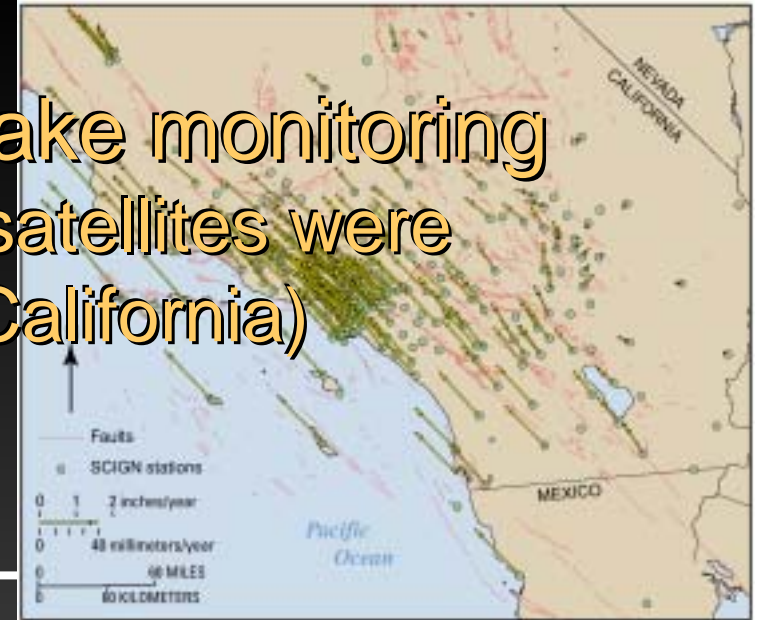 NEVADA
CALIFORNIA
ake monitoring
satellites were
California)
Faults
SCIGN stations
0 1 2 inches/year
0 40 millimeters/year
0 60 MILES
0 60 KILOMETERS
MEXICO
Pacific
Ocean